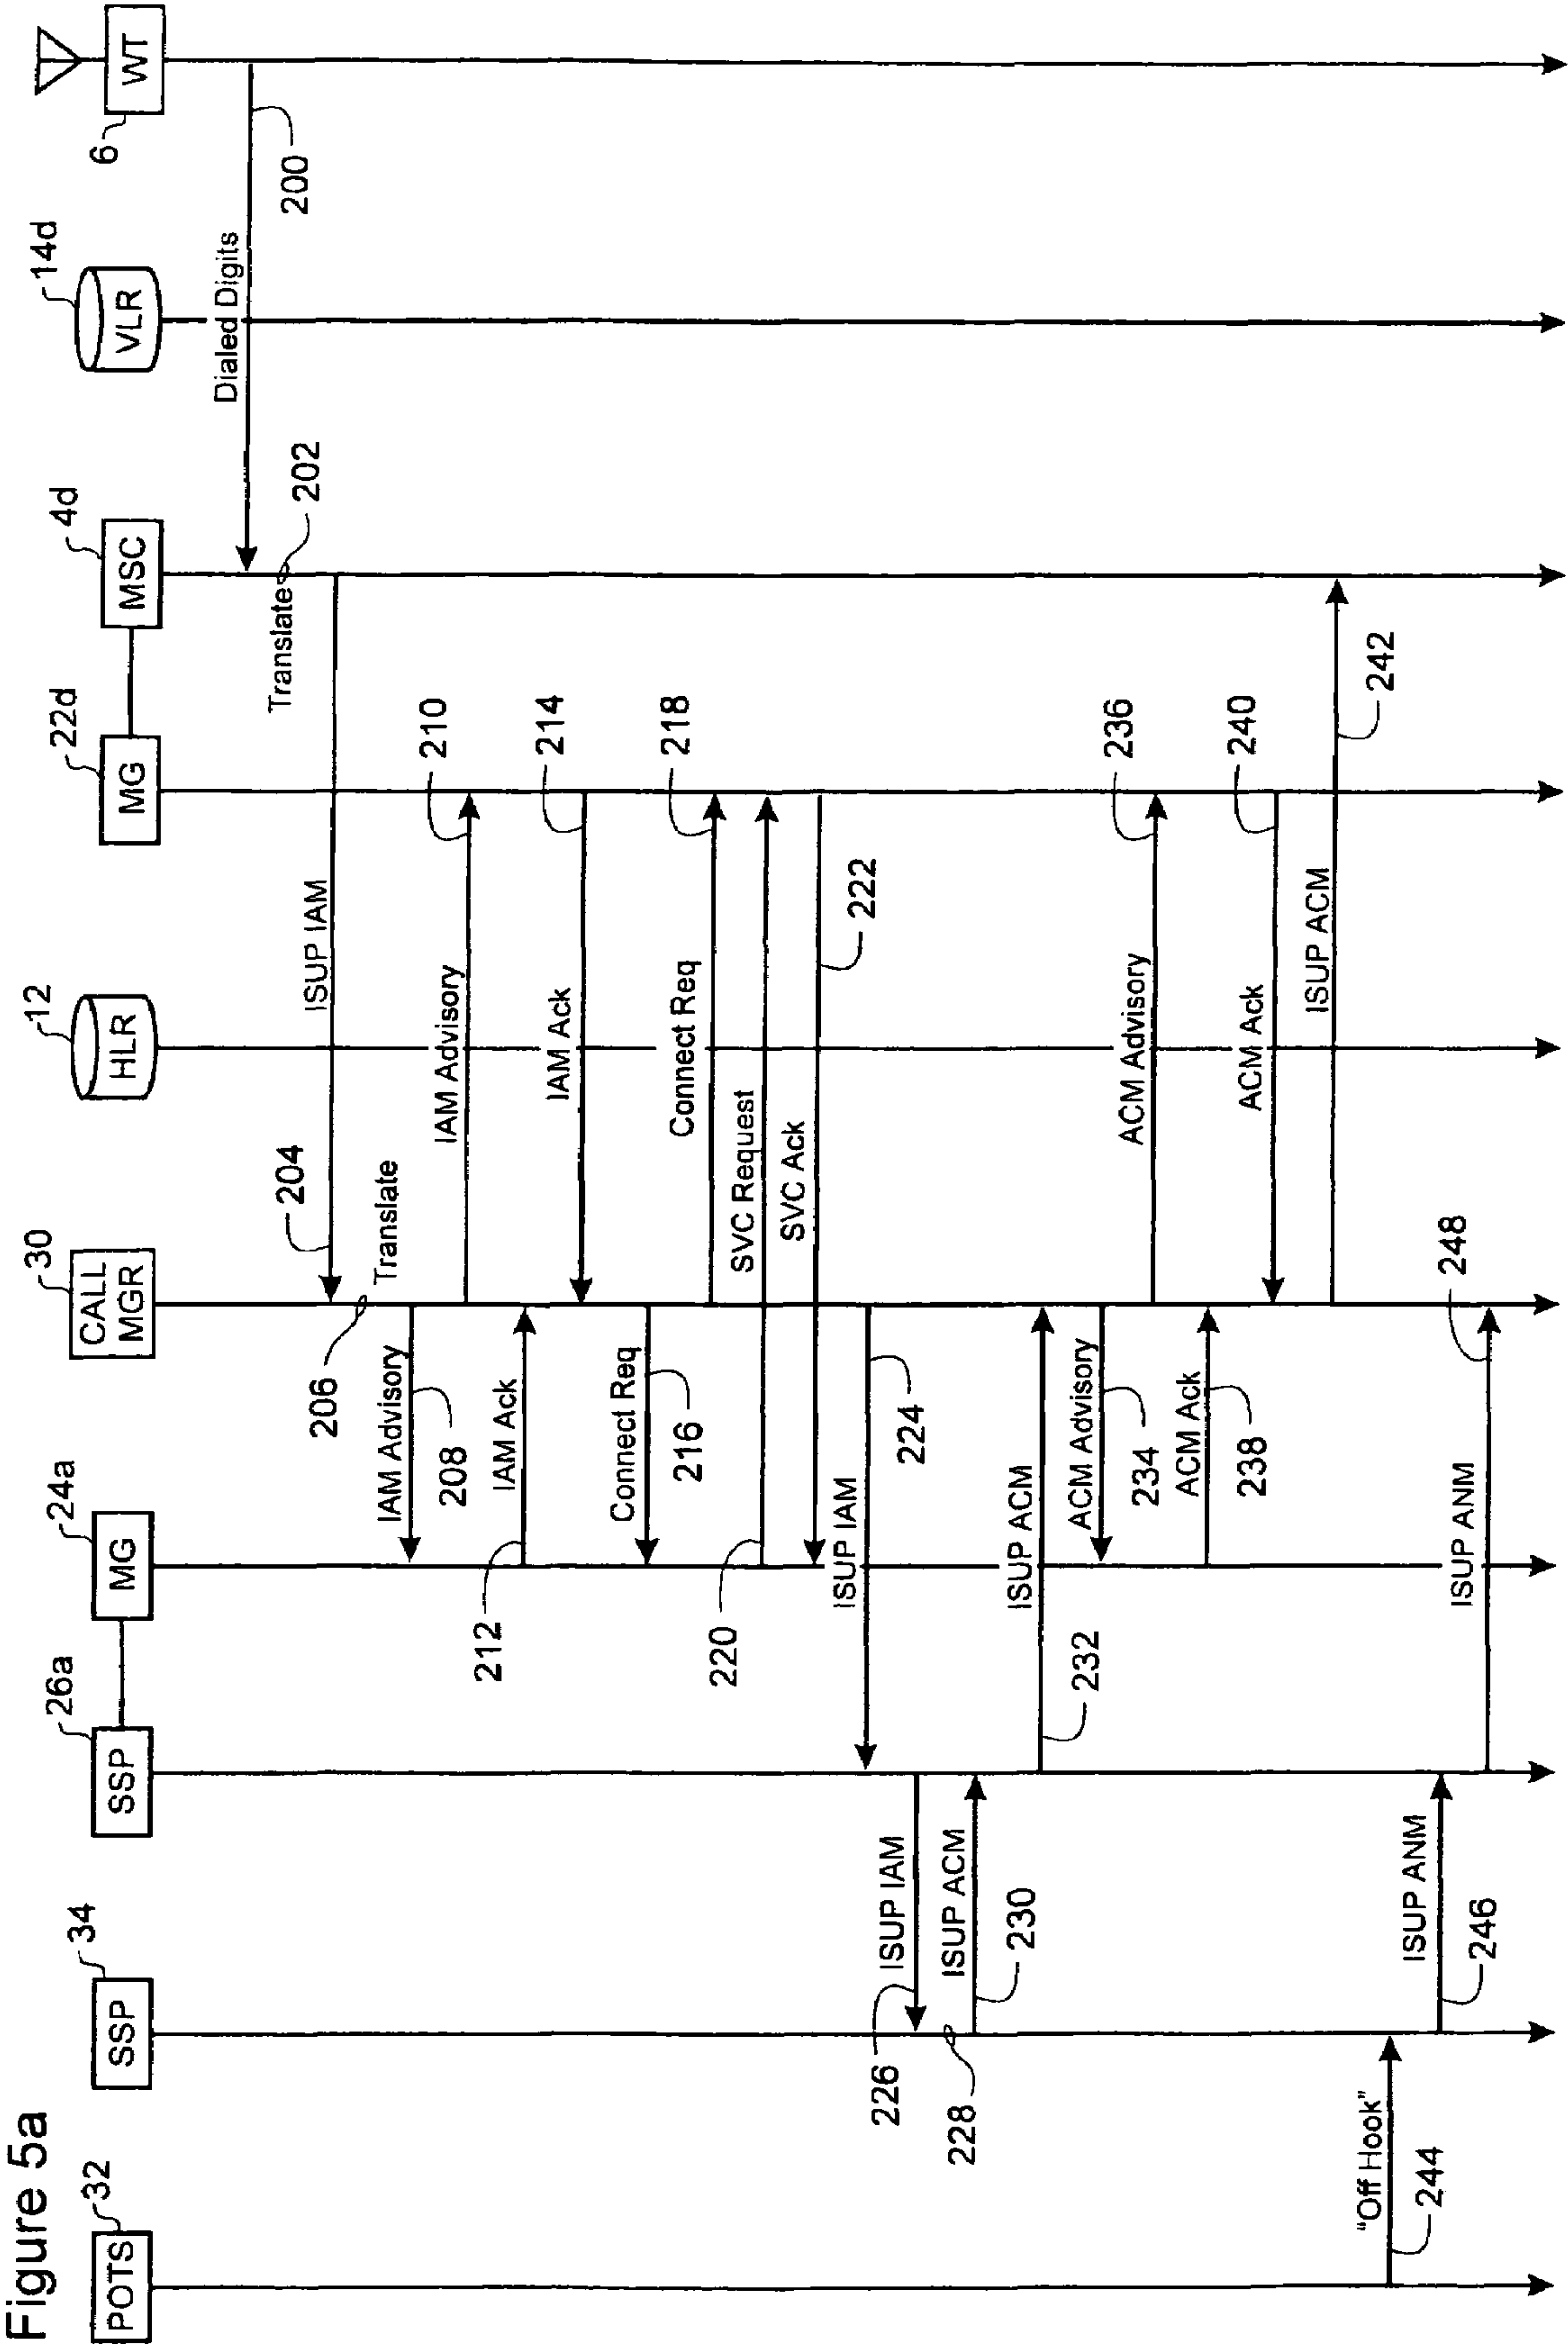 Figure 5a
POTS
32
SSP
34
SSP
26a
MG
24a
CALL
MGR
30
HLR
12
MG
22d
MSC
4d
VLR
14d
WT
6
Dialed Digits
200
Translate
202
ISUP IAM
204
206
Translate
IAM Advisory
208
IAM Advisory
210
IAM Ack
212
IAM Ack
214
Connect Req
216
Connect Req
218
SVC Request
220
SVC Ack
222
ISUP IAM
224
ISUP IAM
226
228
ISUP ACM
230
ISUP ACM
232
ACM Advisory
234
ACM Advisory
236
ACM Ack
238
ACM Ack
240
ISUP ACM
242
"Off Hook"
244
ISUP ANM
246
ISUP ANM
248